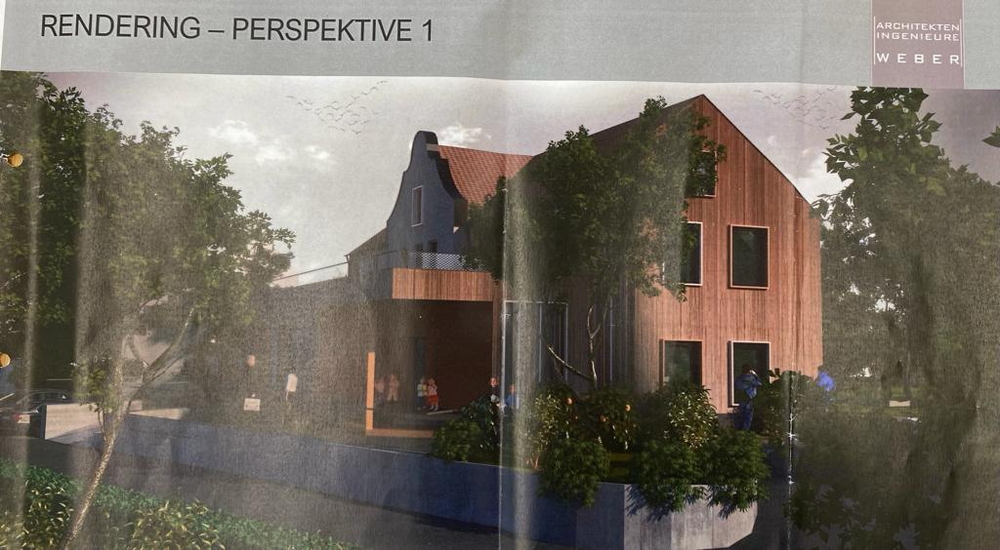 RENDERING – PERSPEKTIVE 1
ARCHITEKTEN
INGENIEURE
WEBER